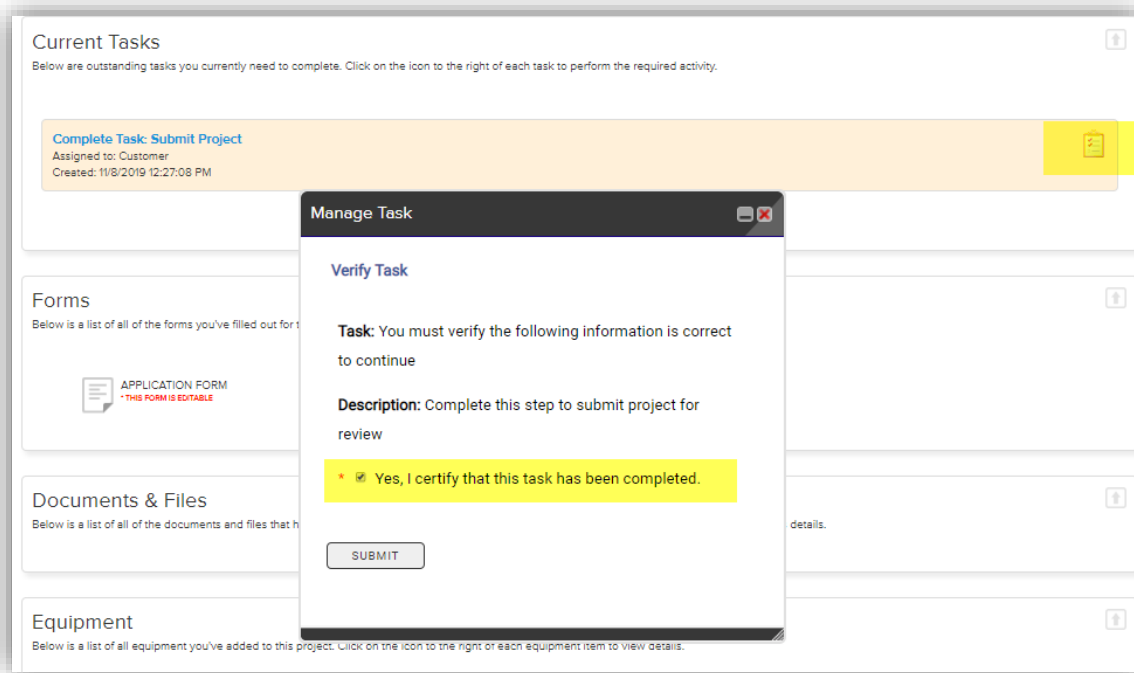 Current Tasks
Below are outstanding tasks you currently need to complete. Click on the icon to the right of each task to perform the required activity.
Complete Task: Submit Project
Assigned to: Customer
Created: 11/8/2019 12:27:08 PM
Manage Task
Verify Task
Task: You must verify the following information is correct
to continue
Description: Complete this step to submit project for
review
* Yes, I certify that this task has been completed.
SUBMIT
Forms
Below is a list of all of the forms you've filled out for
APPLICATION FORM
* THIS FORM IS EDITABLE
Documents & Files
Below is a list of all of the documents and files that
details.
Equipment
Below is a list of all equipment you've added to this project. Click on the icon to the right of each equipment item to view details.